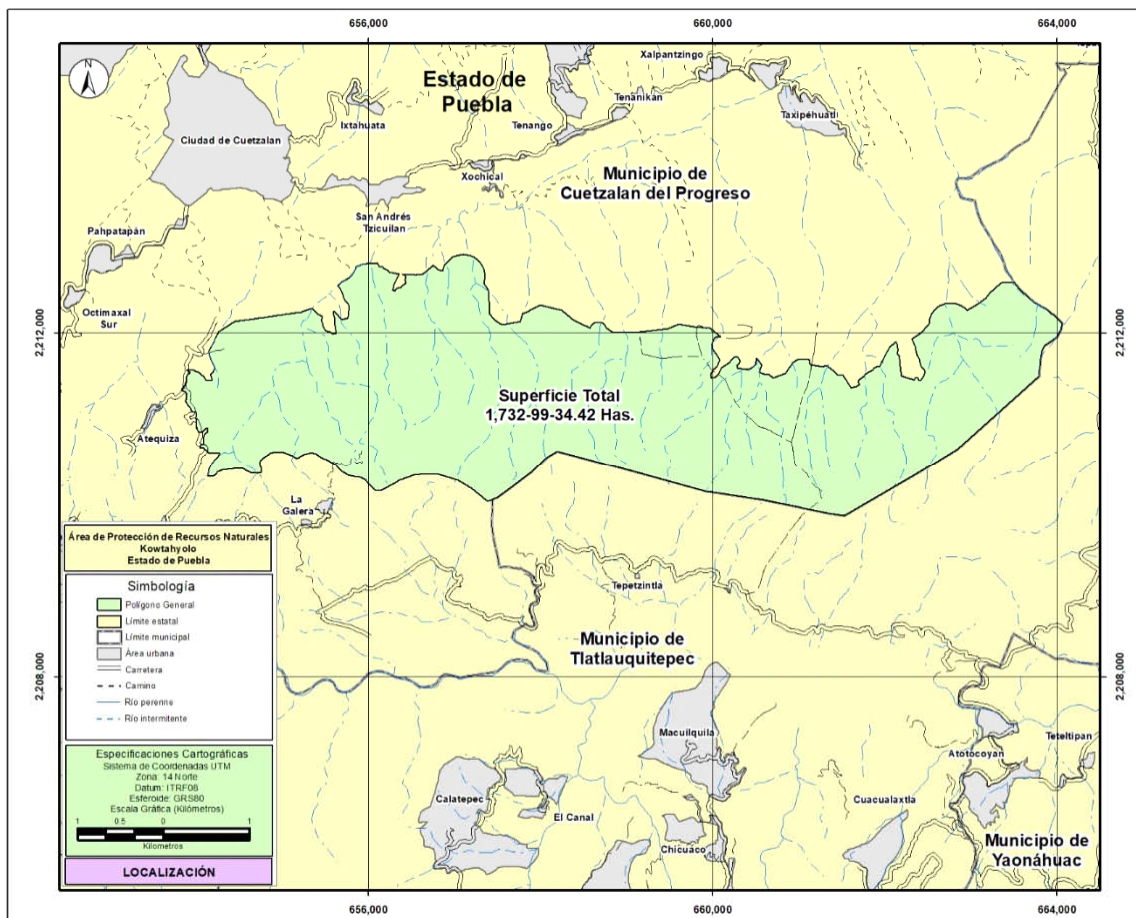 656,000
660,000
664,000
N
Estado de
Puebla
Xalpantzingo
Tenanikán
Tenango
Taxipéhuatl
Ixtahuata
Ciudad de Cuetzalan
Xochical
San Andrés
Tzicuilan
Municipio de
Cuetzalan del Progreso
Pahpatapán
Octimaxal
Sur
2,212,000
2,212,000
Superficie Total
1,732-99-34.42 Has.
Atequiza
La
Galera
Área de Protección de Recursos Naturales
Kowtahyolo
Estado de Puebla
Simbología
Polígono General
Límite estatal
Límite municipal
Área urbana
Carretera
Camino
Río perenne
Río intermitente
Tepetzintla
Municipio de
Tlatlauquitepec
2,208,000
2,208,000
Macuilquila
Atotocoyan
Teteltipan
Calatepec
El Canal
Cuacualaxtla
Chicuaco
Municipio de
Yaonáhuac
Especificaciones Cartográficas
Sistema de Coordenadas UTM
Zona: 14 Norte
Datum: ITRF08
Esferoide: GRS80
Escala Gráfica (Kilómetros)
1 0.5 0 1
Kilometros
LOCALIZACIÓN
656,000
660,000
664,000